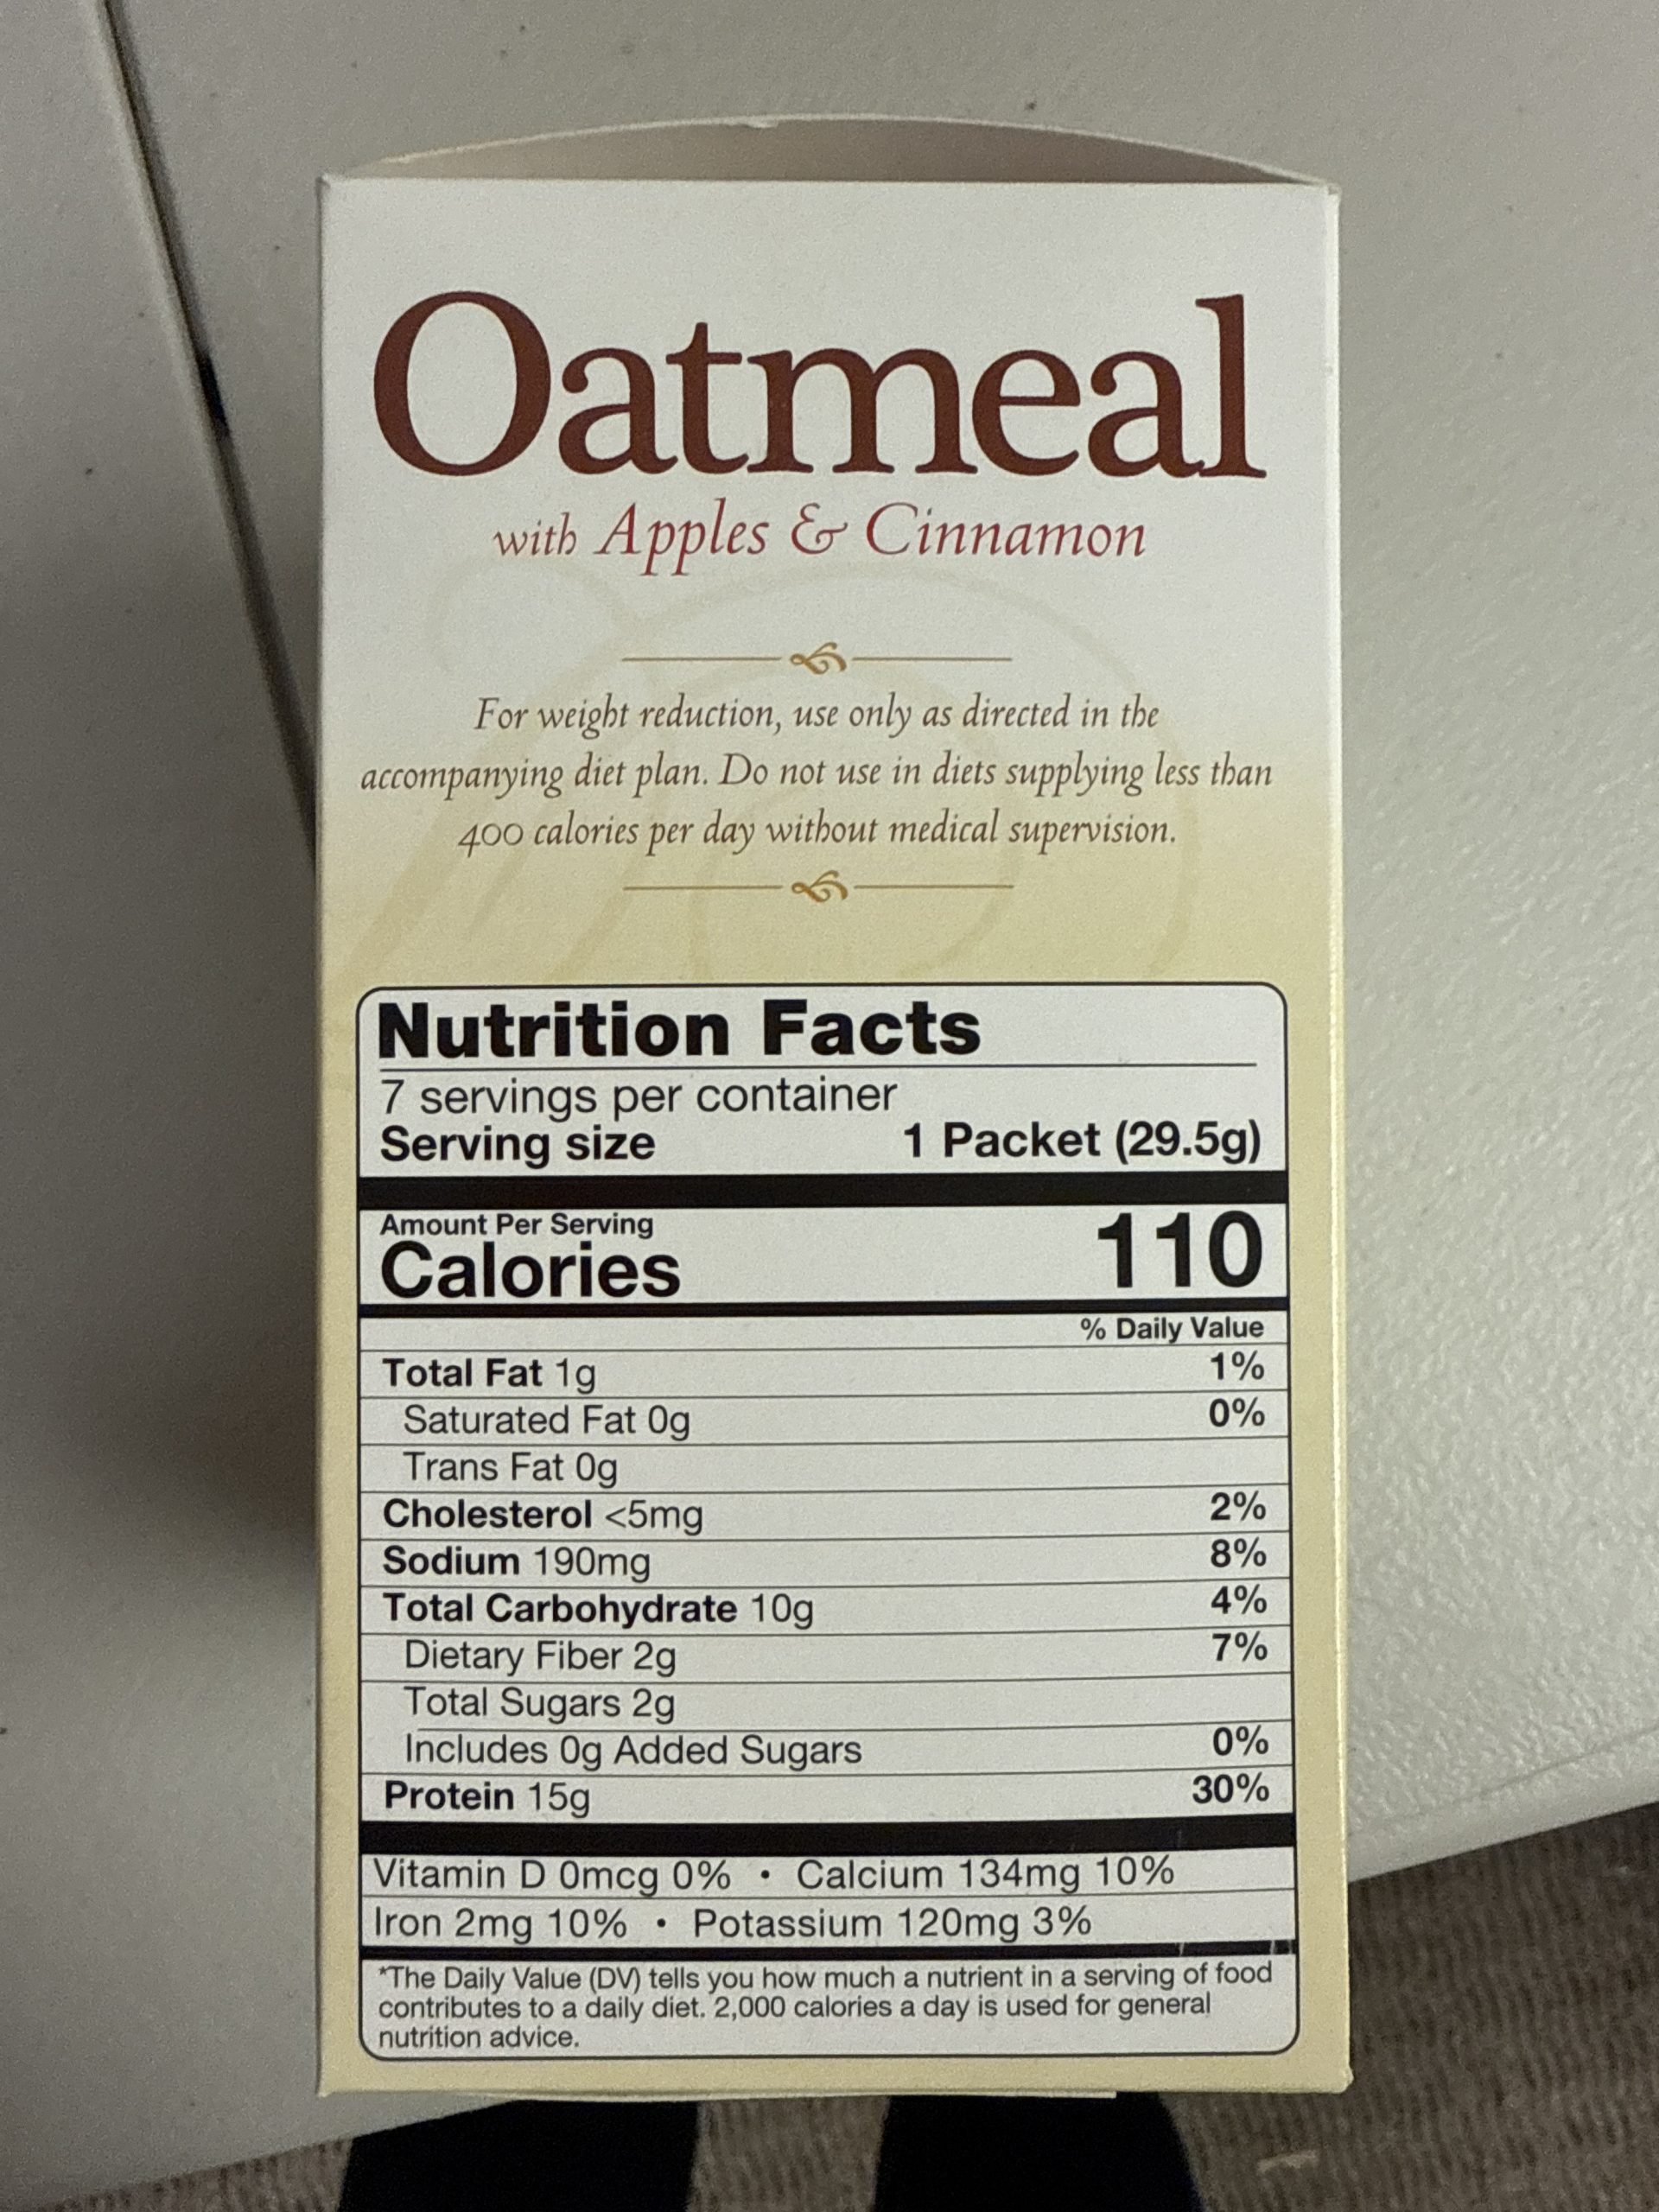 Oatmeal
with Apples & Cinnamon
For weight reduction, use only as directed in the
accompanying diet plan. Do not use in diets supplying less than
400 calories per day without medical supervision.
Nutrition Facts
7 servings per container
Serving size 1 Packet (29.5g)
Amount Per Serving
Calories 110
% Daily Value
Total Fat 1g 1%
Saturated Fat 0g 0%
Trans Fat 0g
Cholesterol <5mg 2%
Sodium 190mg 8%
Total Carbohydrate 10g 4%
Dietary Fiber 2g 7%
Total Sugars 2g
Includes 0g Added Sugars 0%
Protein 15g 30%
Vitamin D 0mcg 0% • Calcium 134mg 10%
Iron 2mg 10% • Potassium 120mg 3%
*The Daily Value (DV) tells you how much a nutrient in a serving of food
contributes to a daily diet. 2,000 calories a day is used for general
nutrition advice.